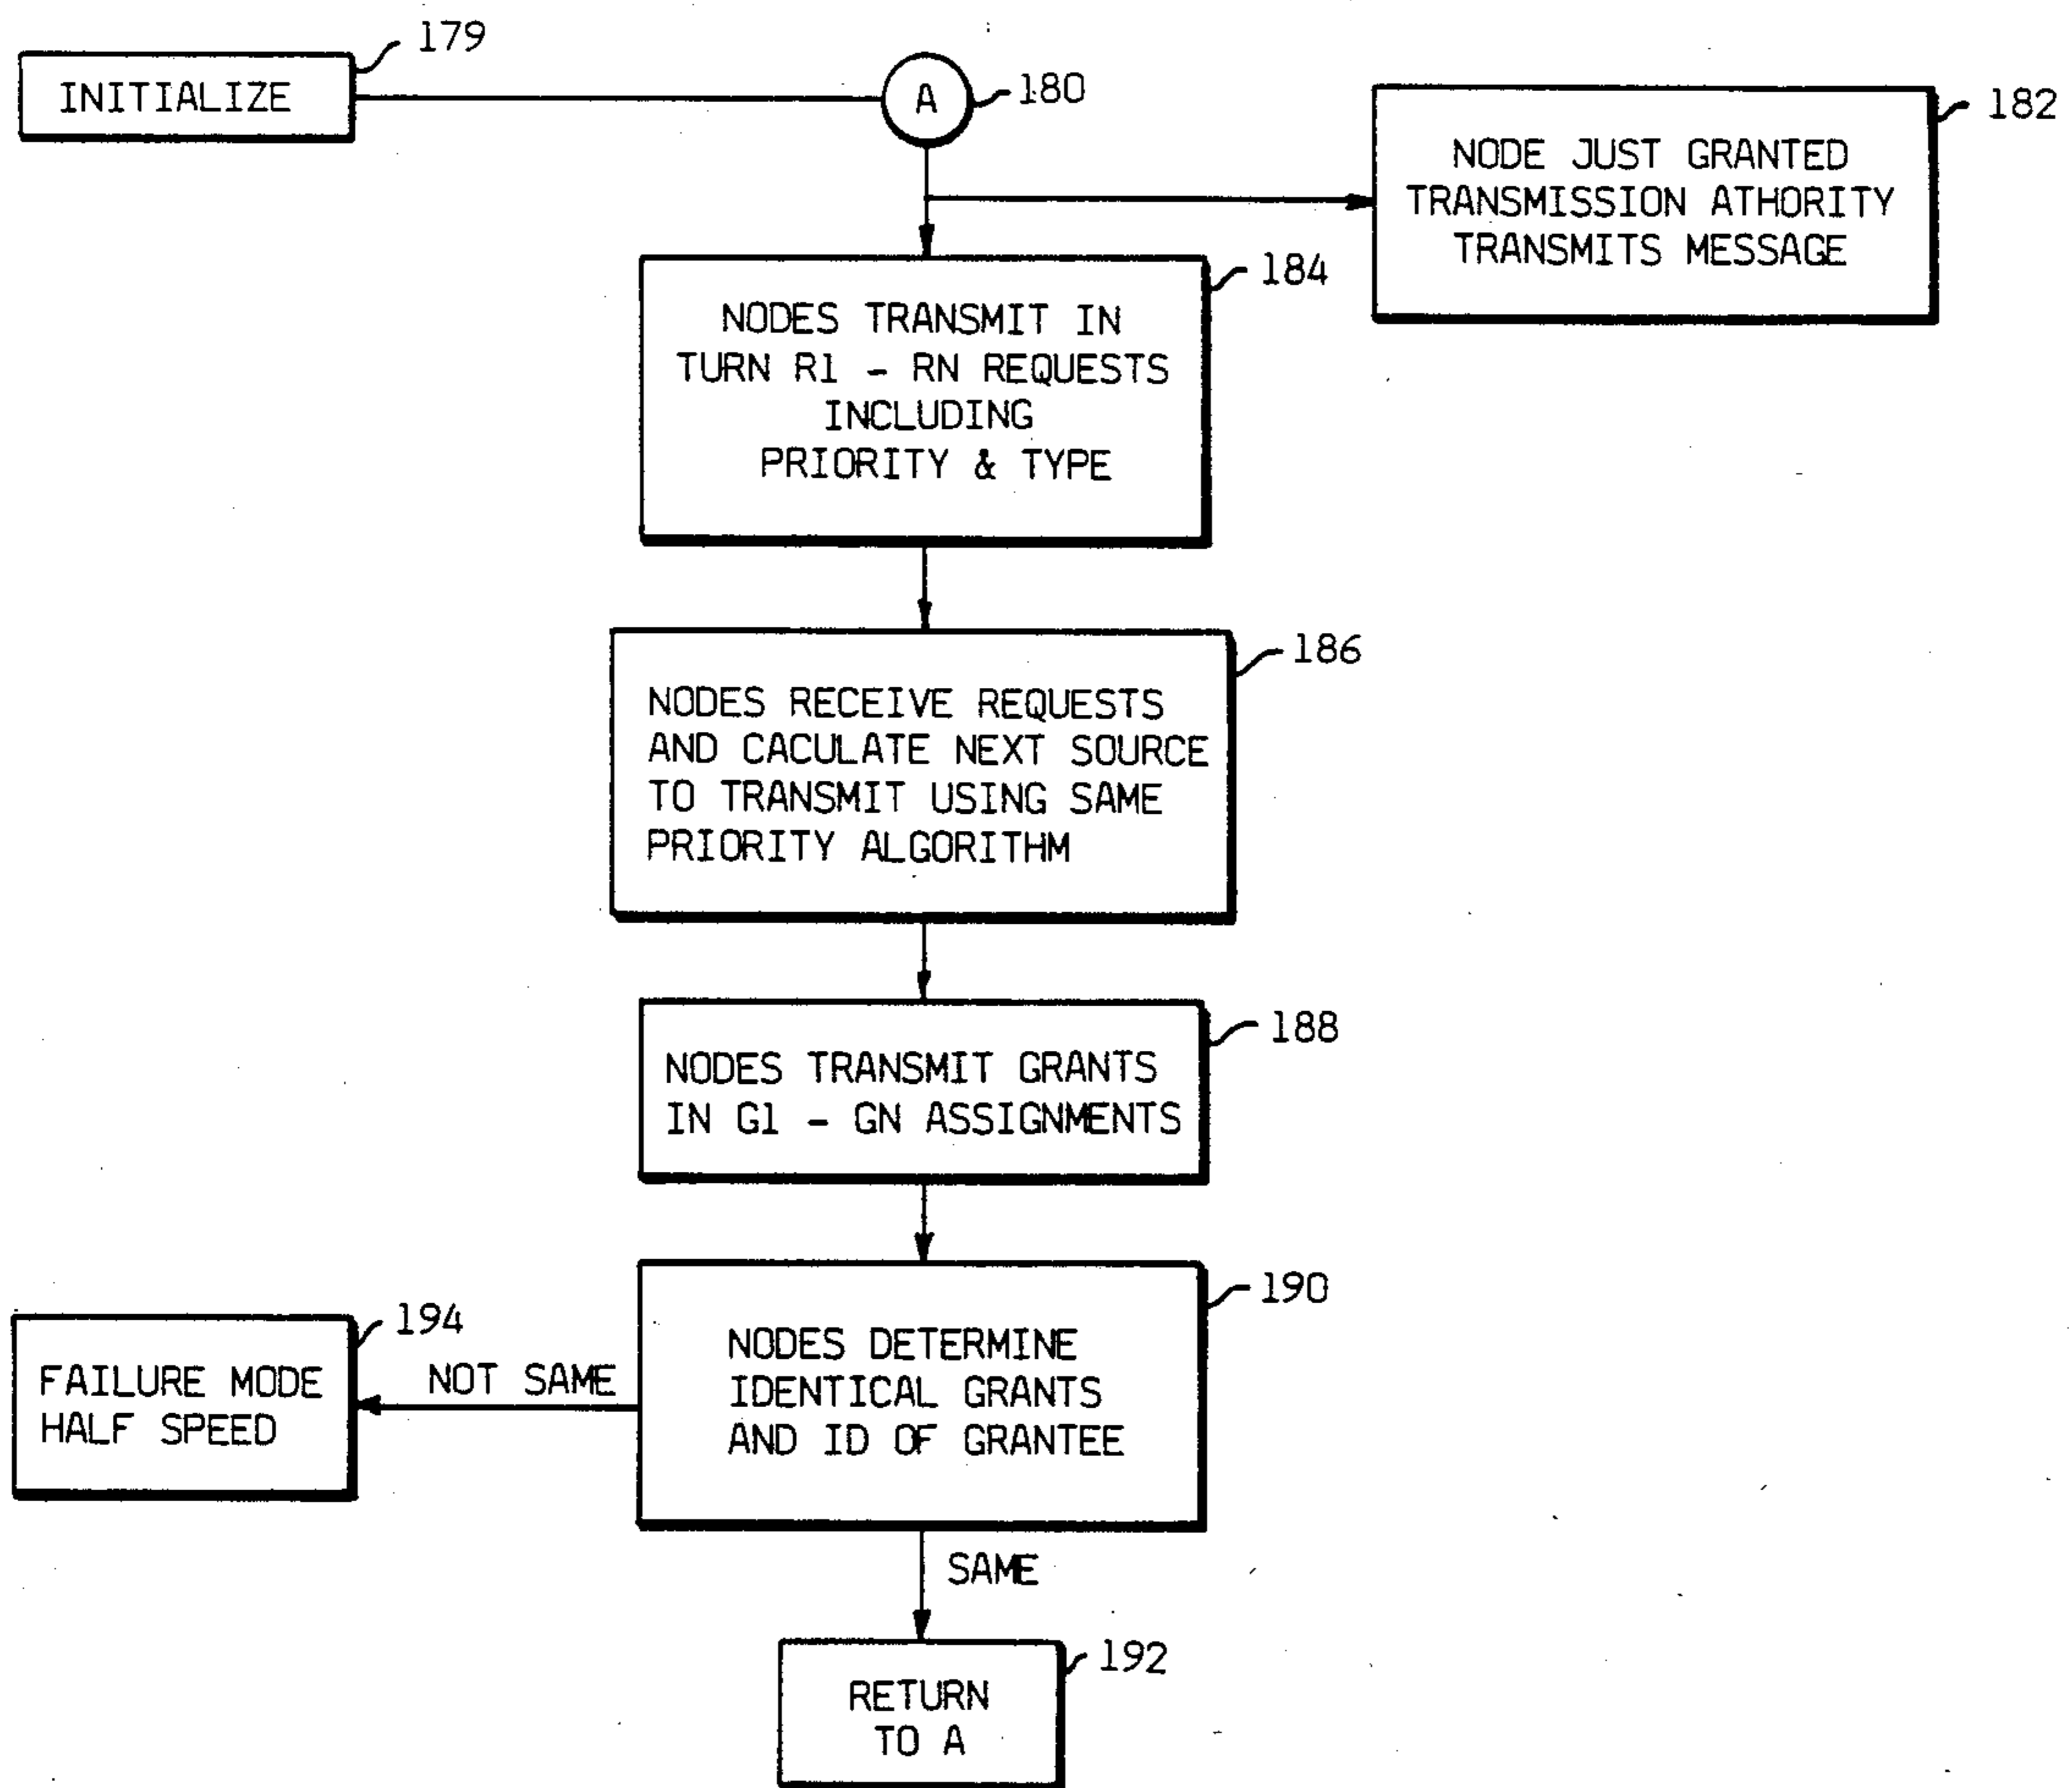 179
INITIALIZE
A
180
182
NODE JUST GRANTED
TRANSMISSION ATHORITY
TRANSMITS MESSAGE
184
NODES TRANSMIT IN
TURN R1 - RN REQUESTS
INCLUDING
PRIORITY & TYPE
186
NODES RECEIVE REQUESTS
AND CACULATE NEXT SOURCE
TO TRANSMIT USING SAME
PRIORITY ALGORITHM
188
NODES TRANSMIT GRANTS
IN G1 - GN ASSIGNMENTS
190
NODES DETERMINE
IDENTICAL GRANTS
AND ID OF GRANTEE
194
FAILURE MODE
HALF SPEED
NOT SAME
SAME
192
RETURN
TO A